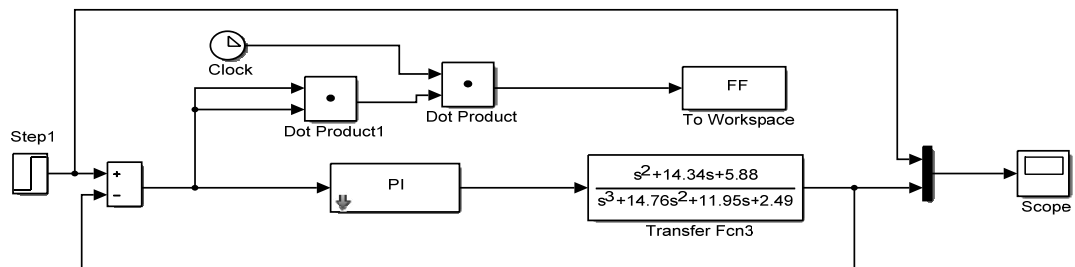 Clock
Dot Product1
Dot Product
FF
To Workspace
Step1
+
−
PI
s²+14.34s+5.88
s³+14.76s²+11.95s+2.49
Transfer Fcn3
Scope